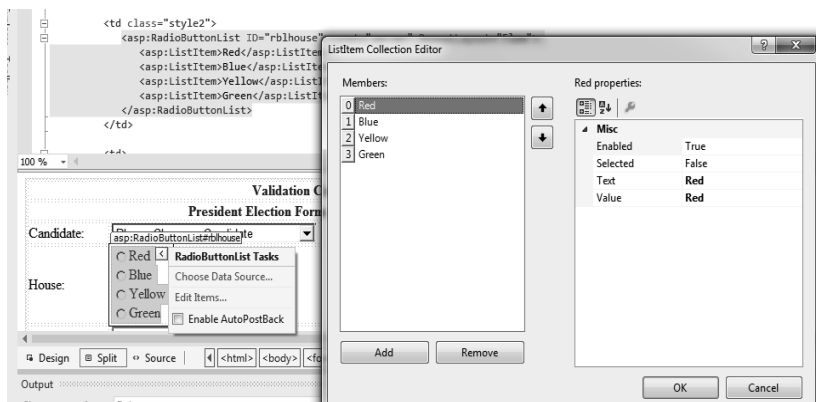 <td class="style2">
<asp:RadioButtonList ID="rblhouse"
<asp:ListItem>Red</asp:ListItem
<asp:ListItem>Blue</asp:ListIte
<asp:ListItem>Yellow</asp:ListI
<asp:ListItem>Green</asp:ListIt
</asp:RadioButtonList>
</td>
100 %
Validation C
President Election Form
Candidate:
asp:RadioButtonList#rblhouse
Red
Blue
Yellow
Green
House:
RadioButtonList Tasks
Choose Data Source...
Edit Items...
Enable AutoPostBack
Design
Split
Source
<html>
<body>
<fo
Output
ListItem Collection Editor
Members:
0 Red
1 Blue
2 Yellow
3 Green
Add
Remove
Red properties:
Misc
Enabled True
Selected False
Text Red
Value Red
OK
Cancel